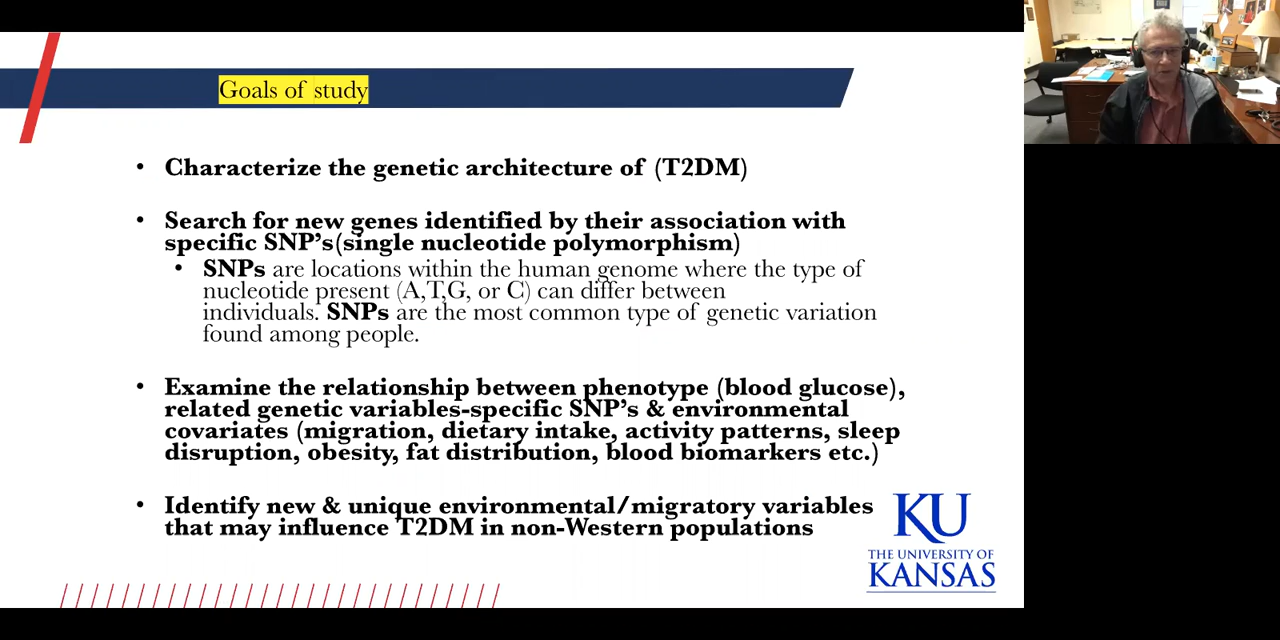 Goals of study
• Characterize the genetic architecture of (T2DM)
• Search for new genes identified by their association with
specific SNP’s(single nucleotide polymorphism)
• SNPs are locations within the human genome where the type of
nucleotide present (A,T,G, or C) can differ between
individuals. SNPs are the most common type of genetic variation
found among people.
• Examine the relationship between phenotype (blood glucose),
related genetic variables-specific SNP’s & environmental
covariates (migration, dietary intake, activity patterns, sleep
disruption, obesity, fat distribution, blood biomarkers etc.)
• Identify new & unique environmental/migratory variables
that may influence T2DM in non-Western populations
KU
THE UNIVERSITY OF
KANSAS